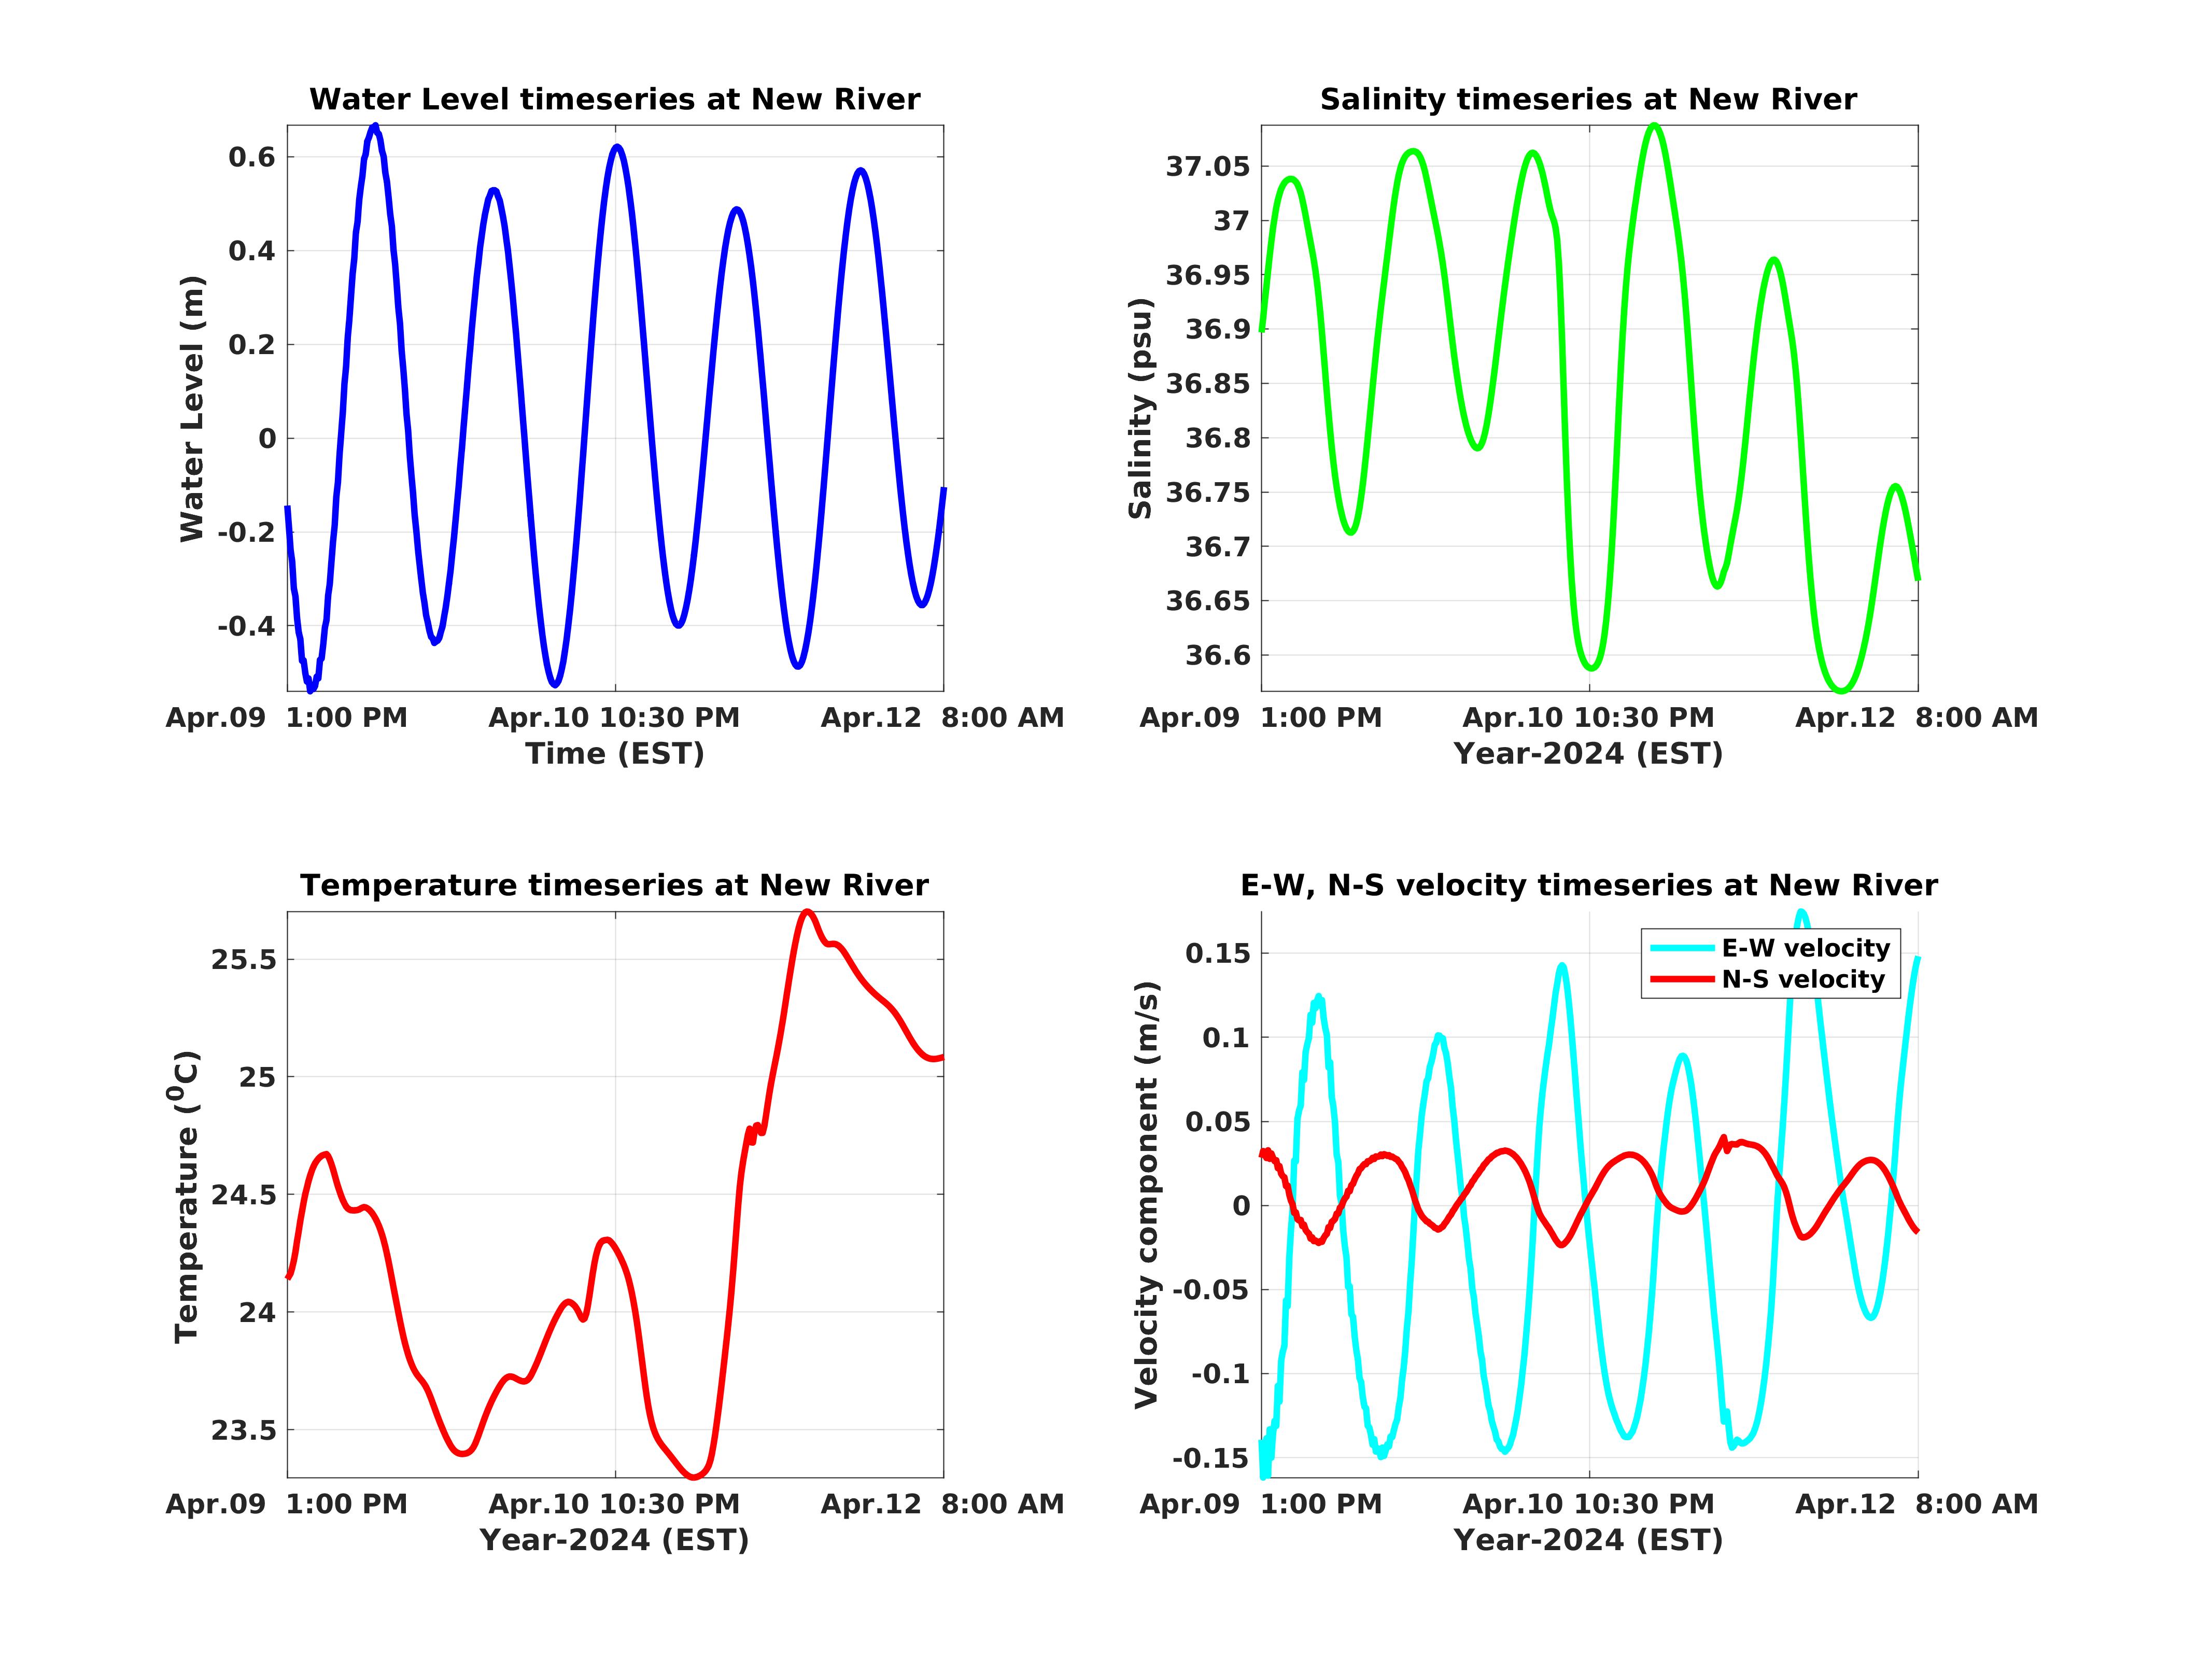 Water Level timeseries at New River
0.6
0.4
0.2
0
-0.2
-0.4
Water Level (m)
Apr.09 1:00 PM
Apr.10 10:30 PM
Apr.12 8:00 AM
Time (EST)
Salinity timeseries at New River
37.05
37
36.95
36.9
36.85
36.8
36.75
36.7
36.65
36.6
Salinity (psu)
Apr.09 1:00 PM
Apr.10 10:30 PM
Apr.12 8:00 AM
Year-2024 (EST)
Temperature timeseries at New River
25.5
25
24.5
24
23.5
Temperature (⁰C)
Apr.09 1:00 PM
Apr.10 10:30 PM
Apr.12 8:00 AM
Year-2024 (EST)
E-W, N-S velocity timeseries at New River
E-W velocity
N-S velocity
0.15
0.1
0.05
0
-0.05
-0.1
-0.15
Velocity component (m/s)
Apr.09 1:00 PM
Apr.10 10:30 PM
Apr.12 8:00 AM
Year-2024 (EST)